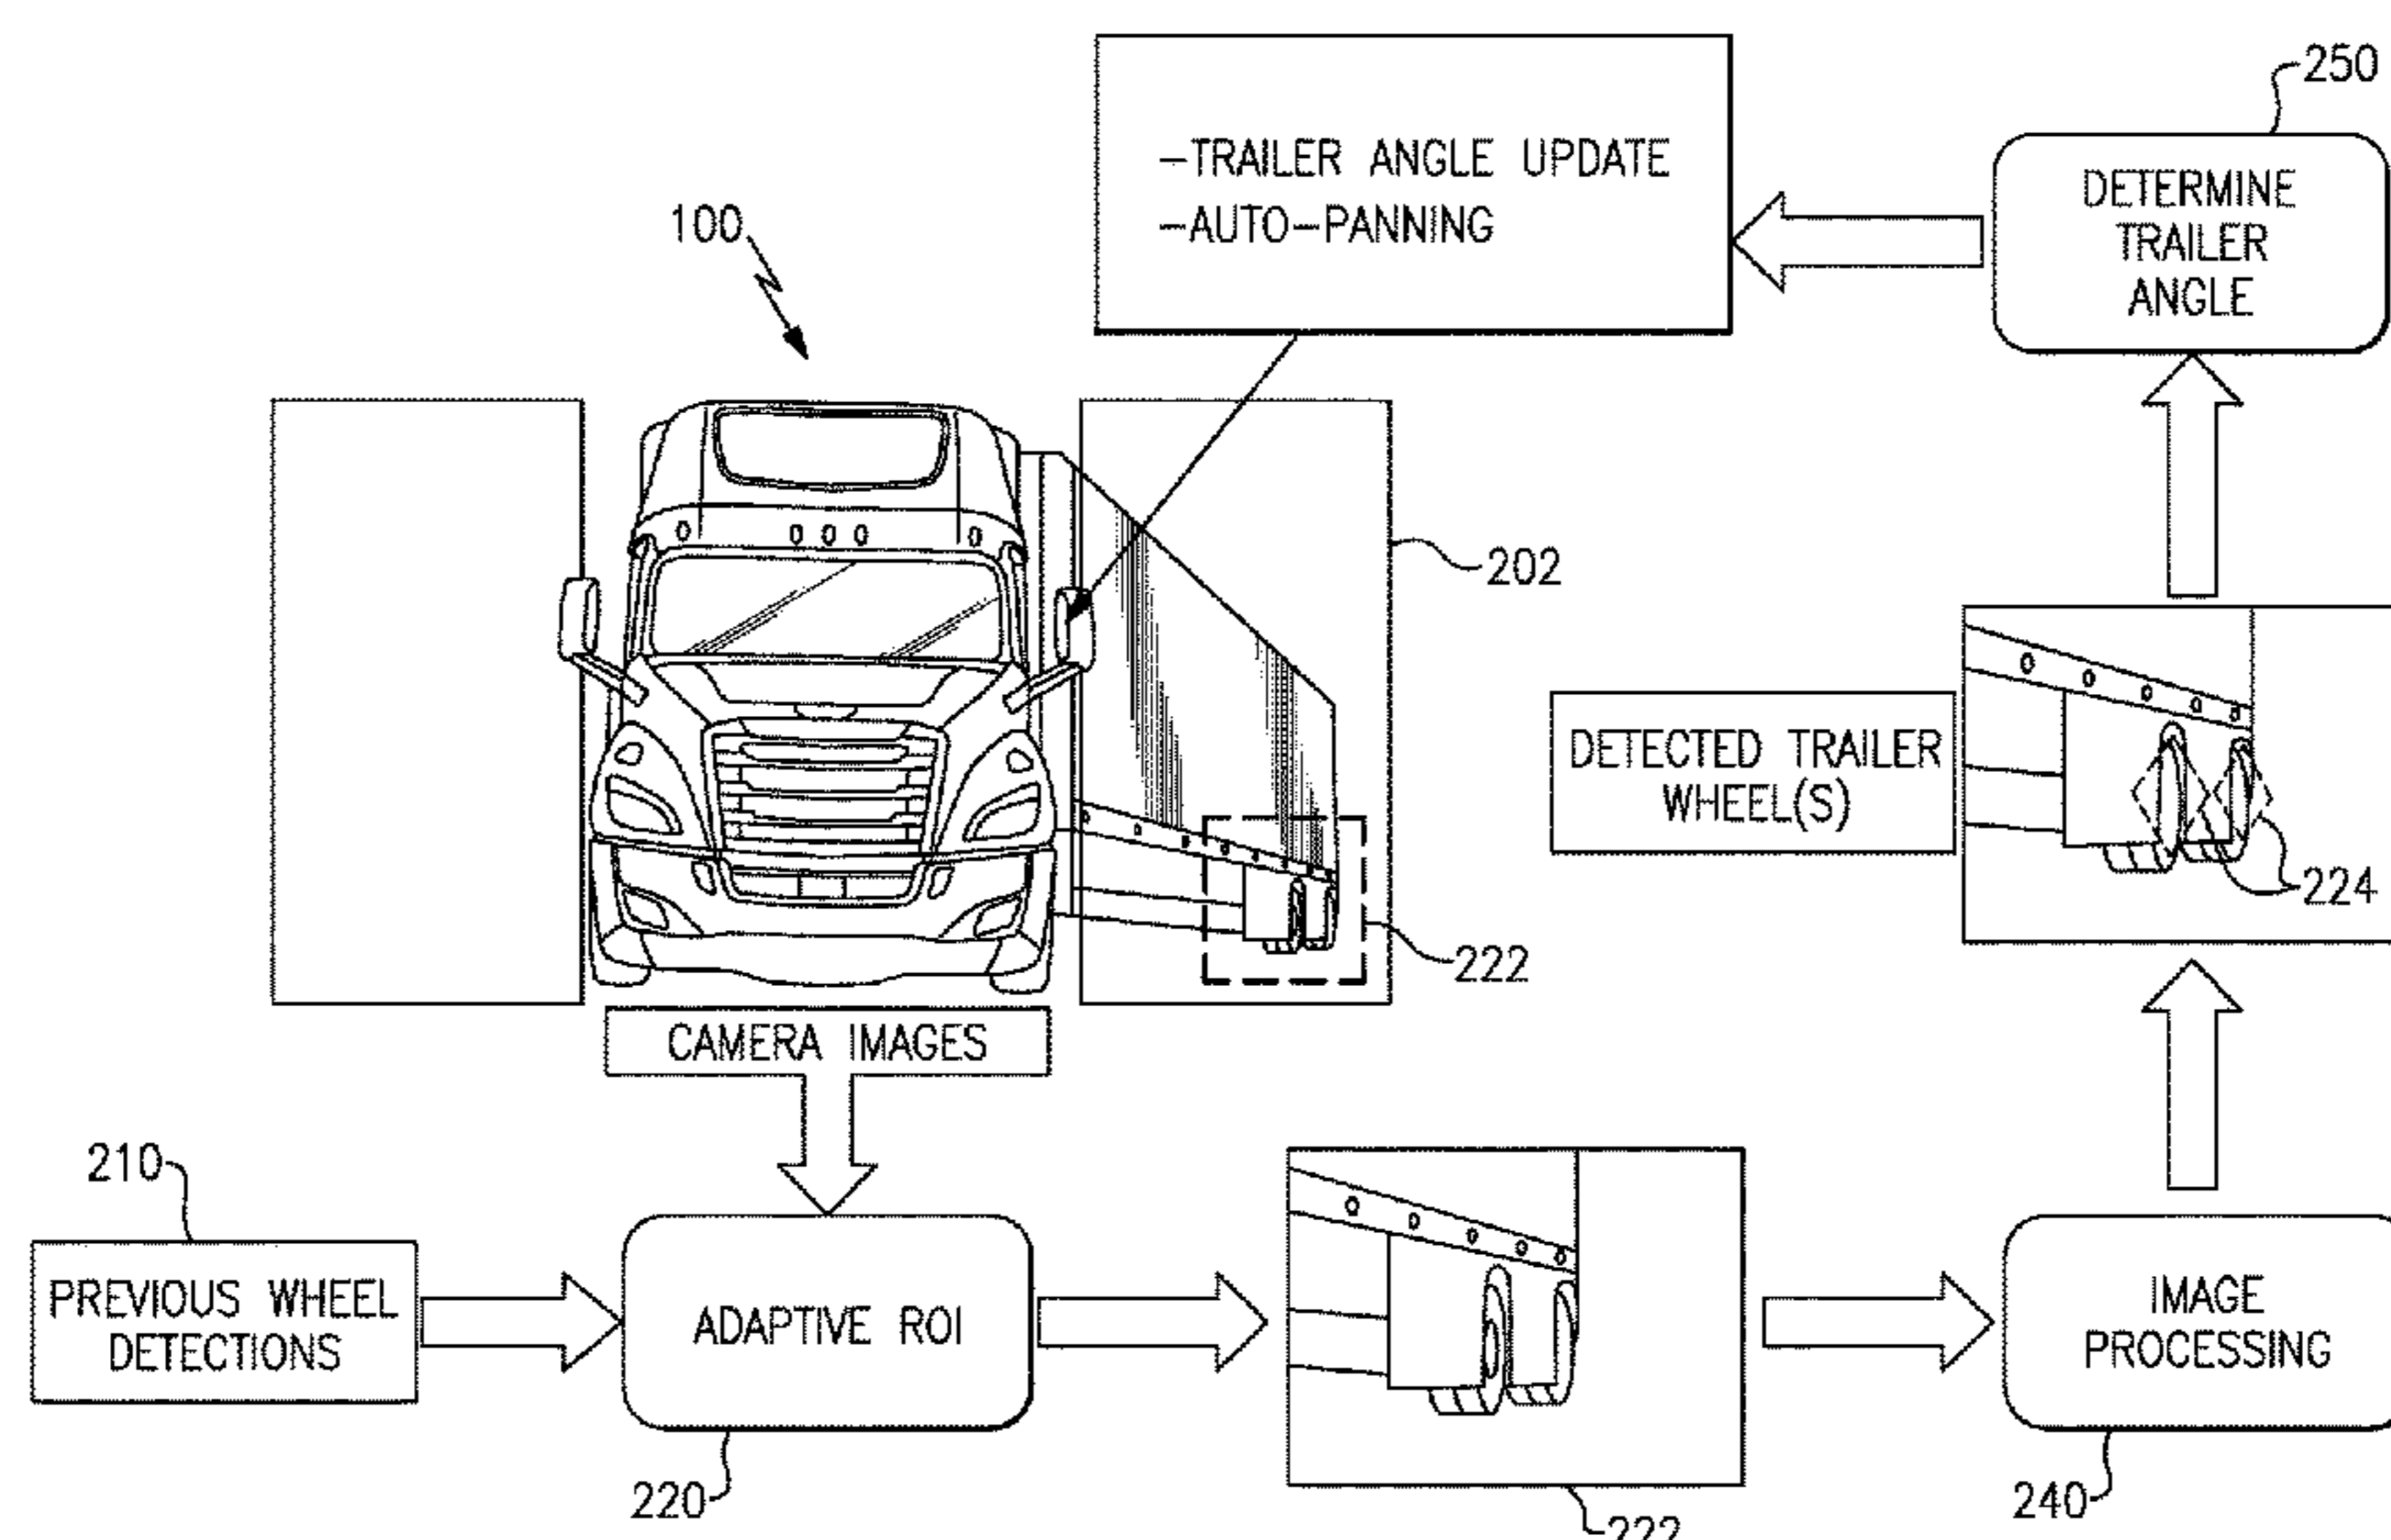 250
-TRAILER ANGLE UPDATE
-AUTO-PANNING
DETERMINE
TRAILER
ANGLE
100
202
DETECTED TRAILER
WHEEL(S)
224
222
CAMERA IMAGES
210
PREVIOUS WHEEL
DETECTIONS
ADAPTIVE ROI
IMAGE
PROCESSING
220
240
222